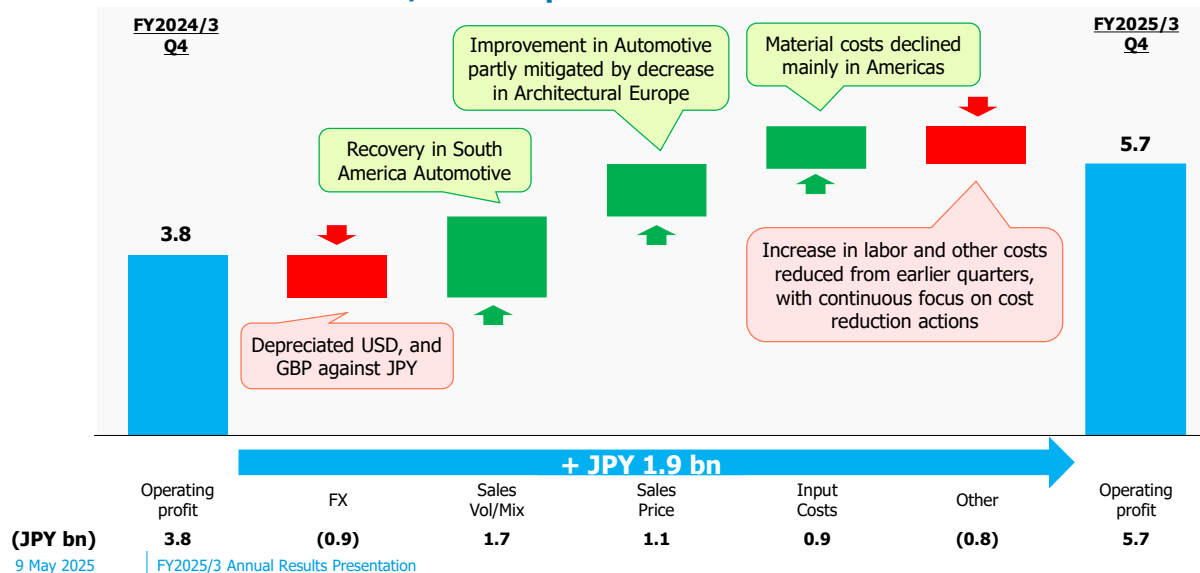 FY2024/3
Q4
FY2025/3
Q4
Improvement in Automotive
partly mitigated by decrease
in Architectural Europe
Material costs declined
mainly in Americas
Recovery in South
America Automotive
3.8
5.7
Increase in labor and other costs
reduced from earlier quarters,
with continuous focus on cost
reduction actions
Depreciated USD, and
GBP against JPY
+ JPY 1.9 bn
Operating
profit
FX
Sales
Vol/Mix
Sales
Price
Input
Costs
Other
Operating
profit
(JPY bn) 3.8 (0.9) 1.7 1.1 0.9 (0.8) 5.7
9 May 2025 FY2025/3 Annual Results Presentation